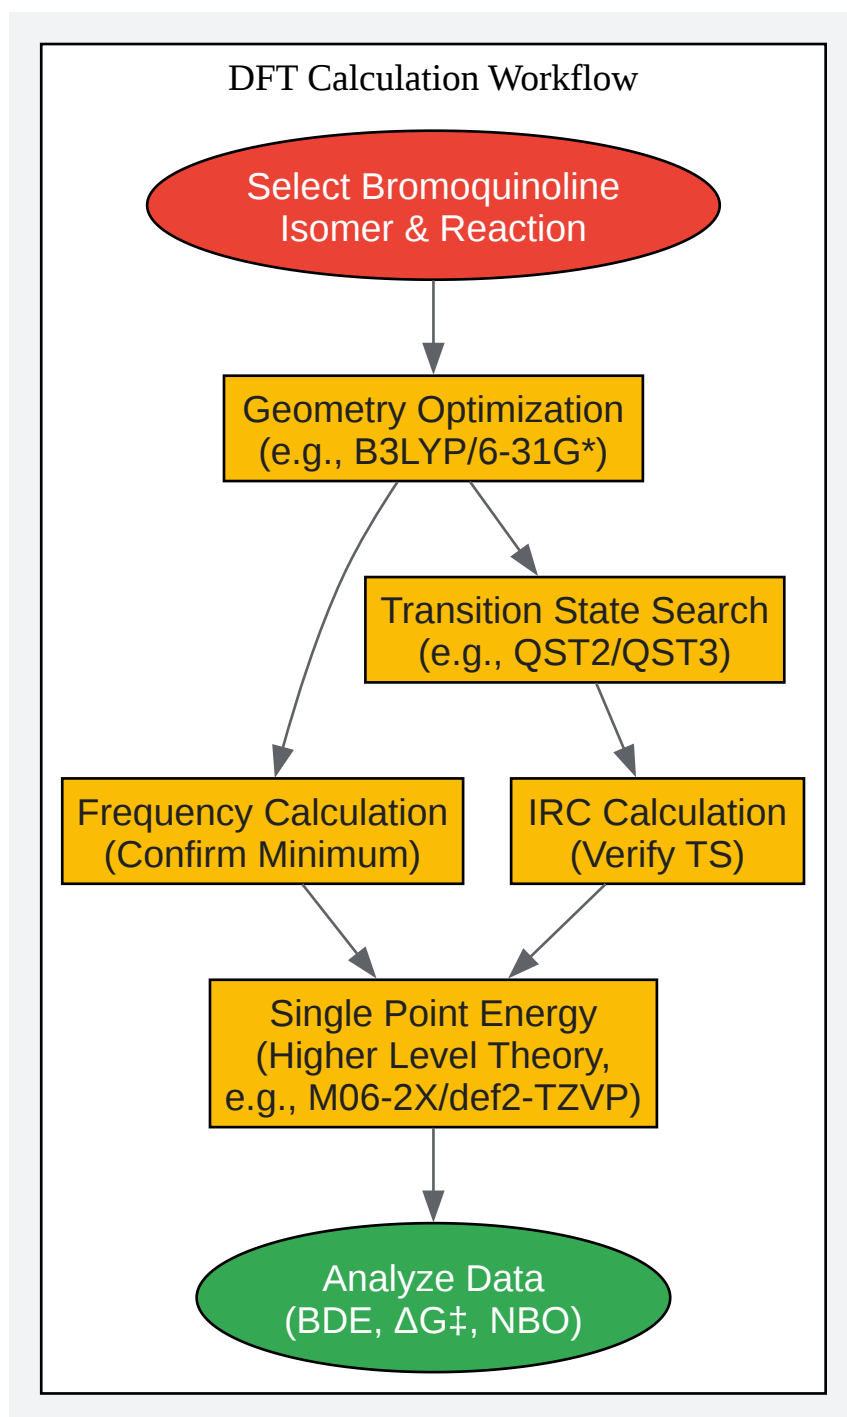 DFT Calculation Workflow
Select Bromoquinoline
Isomer & Reaction
Geometry Optimization
(e.g., B3LYP/6-31G*)
Transition State Search
(e.g., QST2/QST3)
Frequency Calculation
(Confirm Minimum)
IRC Calculation
(Verify TS)
Single Point Energy
(Higher Level Theory,
e.g., M06-2X/def2-TZVP)
Analyze Data
(BDE, ΔG‡, NBO)